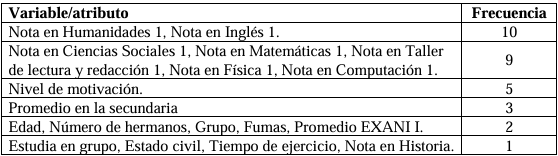 Variable/atributo Frecuencia
Nota en Humanidades 1, Nota en Inglés 1. 10
Nota en Ciencias Sociales 1, Nota en Matemáticas 1, Nota en Taller
de lectura y redacción 1, Nota en Física 1, Nota en Computación 1. 9
Nivel de motivación. 5
Promedio en la secundaria 3
Edad, Número de hermanos, Grupo, Fumas, Promedio EXANI I. 2
Estudia en grupo, Estado civil, Tiempo de ejercicio, Nota en Historia. 1